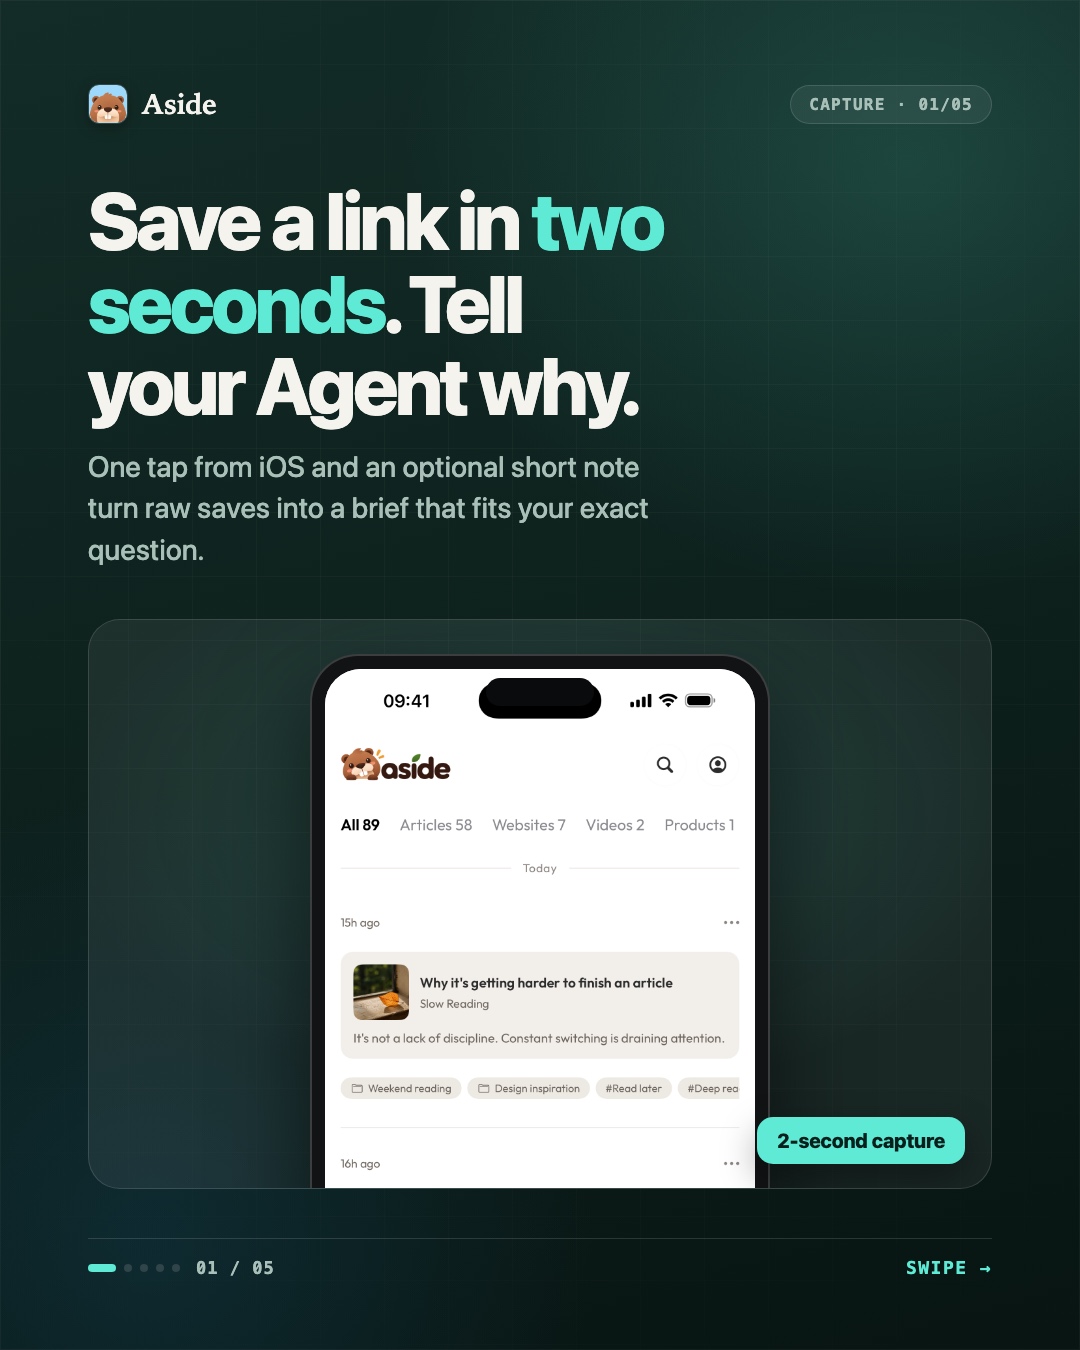 Aside
CAPTURE · 01/05
Save a link in two
seconds. Tell
your Agent why.
One tap from iOS and an optional short note
turn raw saves into a brief that fits your exact
question.
09:41
aside
All 89 Articles 58 Websites 7 Videos 2 Products 1
Today
15h ago
Why it's getting harder to finish an article
Slow Reading
It's not a lack of discipline. Constant switching is draining attention.
Weekend reading Design inspiration #Read later #Deep rea
2-second capture
16h ago
01 / 05
SWIPE →